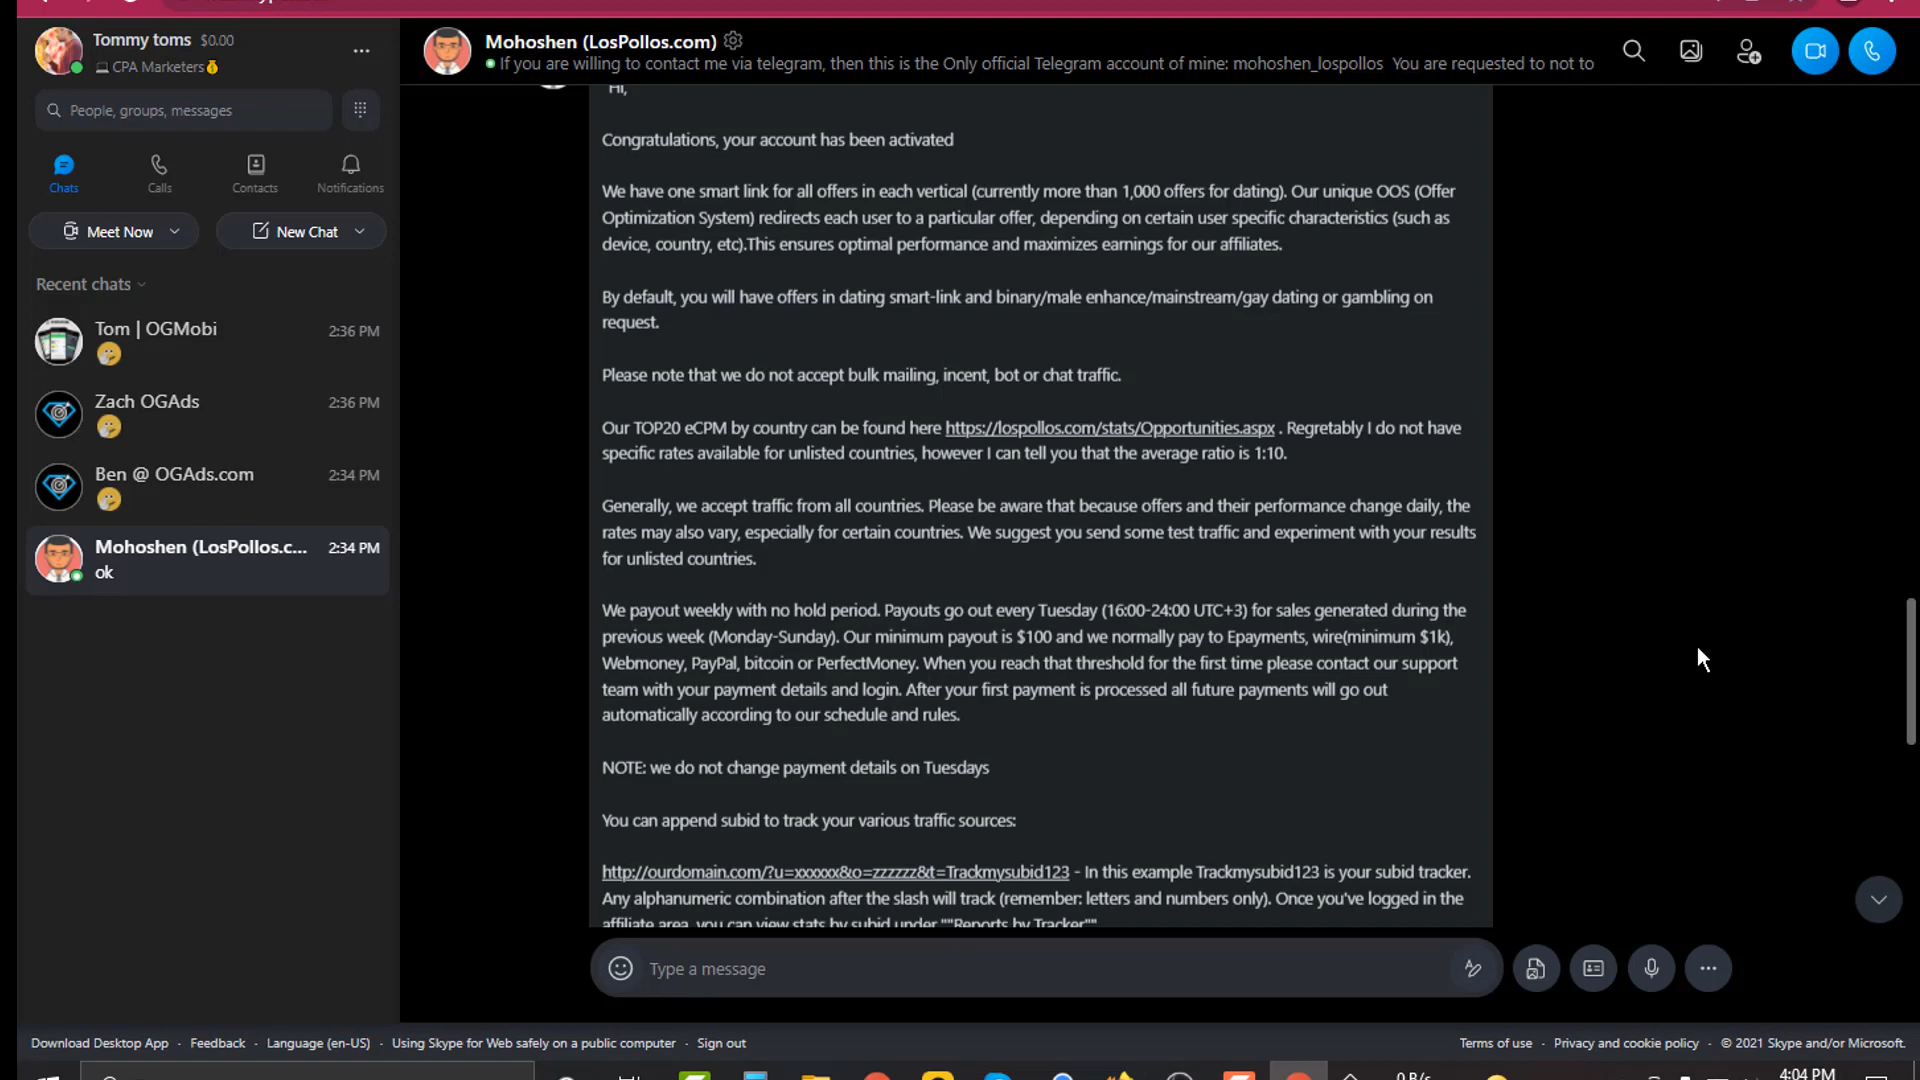 Tommy toms $0.00
CPA Marketers
People, groups, messages
Chats
Calls
Contacts
Notifications
Meet Now
New Chat
Recent chats
Tom | OGMobi 2:36 PM
Zach OGAds 2:36 PM
Ben @ OGAds.com 2:34 PM
Mohoshen (LosPollos.c... 2:34 PM
ok
Mohoshen (LosPollos.com)
If you are willing to contact me via telegram, then this is the Only official Telegram account of mine: mohoshen_lospollos You are requested to not to
Hi,
Congratulations, your account has been activated
We have one smart link for all offers in each vertical (currently more than 1,000 offers for dating). Our unique OOS (Offer
Optimization System) redirects each user to a particular offer, depending on certain user specific characteristics (such as
device, country, etc).This ensures optimal performance and maximizes earnings for our affiliates.
By default, you will have offers in dating smart-link and binary/male enhance/mainstream/gay dating or gambling on
request.
Please note that we do not accept bulk mailing, incent, bot or chat traffic.
Our TOP20 eCPM by country can be found here https://lospollos.com/stats/Opportunities.aspx . Regretably I do not have
specific rates available for unlisted countries, however I can tell you that the average ratio is 1:10.
Generally, we accept traffic from all countries. Please be aware that because offers and their performance change daily, the
rates may also vary, especially for certain countries. We suggest you send some test traffic and experiment with your results
for unlisted countries.
We payout weekly with no hold period. Payouts go out every Tuesday (16:00-24:00 UTC+3) for sales generated during the
previous week (Monday-Sunday). Our minimum payout is $100 and we normally pay to Epayments, wire(minimum $1k),
Webmoney, PayPal, bitcoin or PerfectMoney. When you reach that threshold for the first time please contact our support
team with your payment details and login. After your first payment is processed all future payments will go out
automatically according to our schedule and rules.
NOTE: we do not change payment details on Tuesdays
You can append subid to track your various traffic sources:
http://ourdomain.com/?u=xxxxxx&o=zzzzzz&t=Trackmysubid123 - In this example Trackmysubid123 is your subid tracker.
Any alphanumeric combination after the slash will track (remember: letters and numbers only). Once you've logged in the
affiliate area, you can view stats by subid under ""Reports by Tracker""
Type a message
Download Desktop App · Feedback · Language (en-US) · Using Skype for Web safely on a public computer · Sign out
Terms of use · Privacy and cookie policy · © 2021 Skype and/or Microsoft.
0 B/s
4:04 PM